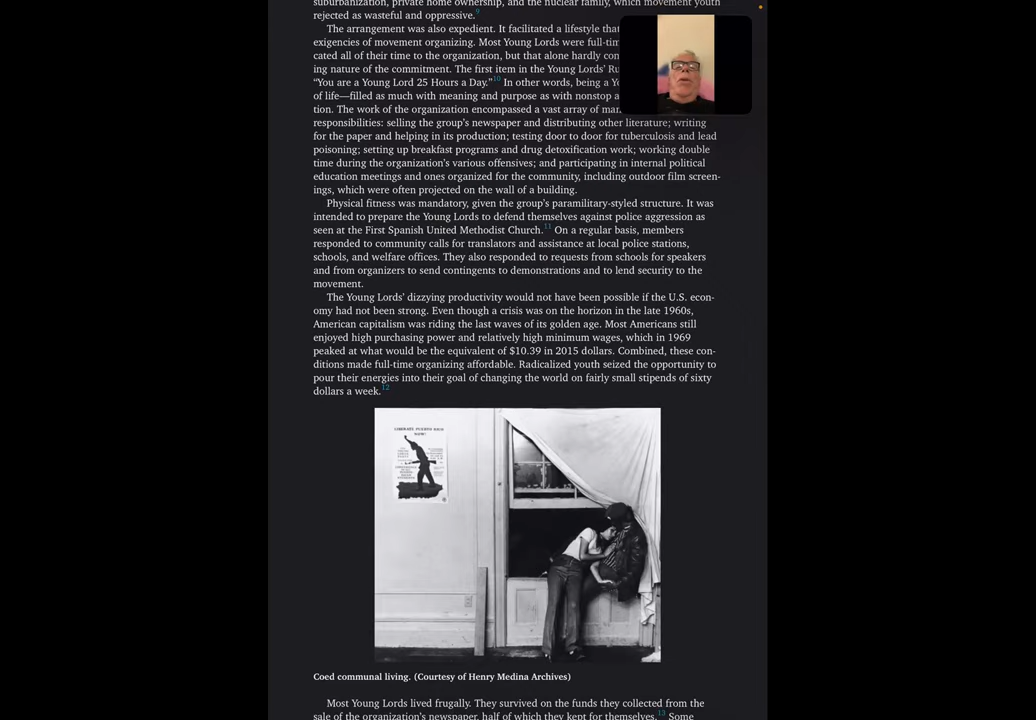 suburbanization, private home ownership, and the nuclear family, which movement youth
rejected as wasteful and oppressive.9
The arrangement was also expedient. It facilitated a lifestyle that
exigencies of movement organizing. Most Young Lords were full-tim
cated all of their time to the organization, but that alone hardly con
ing nature of the commitment. The first item in the Young Lords’ Ru
“You are a Young Lord 25 Hours a Day.”10 In other words, being a Y
of life—filled as much with meaning and purpose as with nonstop a
tion. The work of the organization encompassed a vast array of man
responsibilities: selling the group’s newspaper and distributing other literature; writing
for the paper and helping in its production; testing door to door for tuberculosis and lead
poisoning; setting up breakfast programs and drug detoxification work; working double
time during the organization’s various offensives; and participating in internal political
education meetings and ones organized for the community, including outdoor film screen-
ings, which were often projected on the wall of a building.
Physical fitness was mandatory, given the group’s paramilitary-styled structure. It was
intended to prepare the Young Lords to defend themselves against police aggression as
seen at the First Spanish United Methodist Church.11 On a regular basis, members
responded to community calls for translators and assistance at local police stations,
schools, and welfare offices. They also responded to requests from schools for speakers
and from organizers to send contingents to demonstrations and to lend security to the
movement.
The Young Lords’ dizzying productivity would not have been possible if the U.S. econ-
omy had not been strong. Even though a crisis was on the horizon in the late 1960s,
American capitalism was riding the last waves of its golden age. Most Americans still
enjoyed high purchasing power and relatively high minimum wages, which in 1969
peaked at what would be the equivalent of $10.39 in 2015 dollars. Combined, these con-
ditions made full-time organizing affordable. Radicalized youth seized the opportunity to
pour their energies into their goal of changing the world on fairly small stipends of sixty
dollars a week.12
Coed communal living. (Courtesy of Henry Medina Archives)
Most Young Lords lived frugally. They survived on the funds they collected from the
sale of the organization’s newspaper, half of which they kept for themselves.13 Some